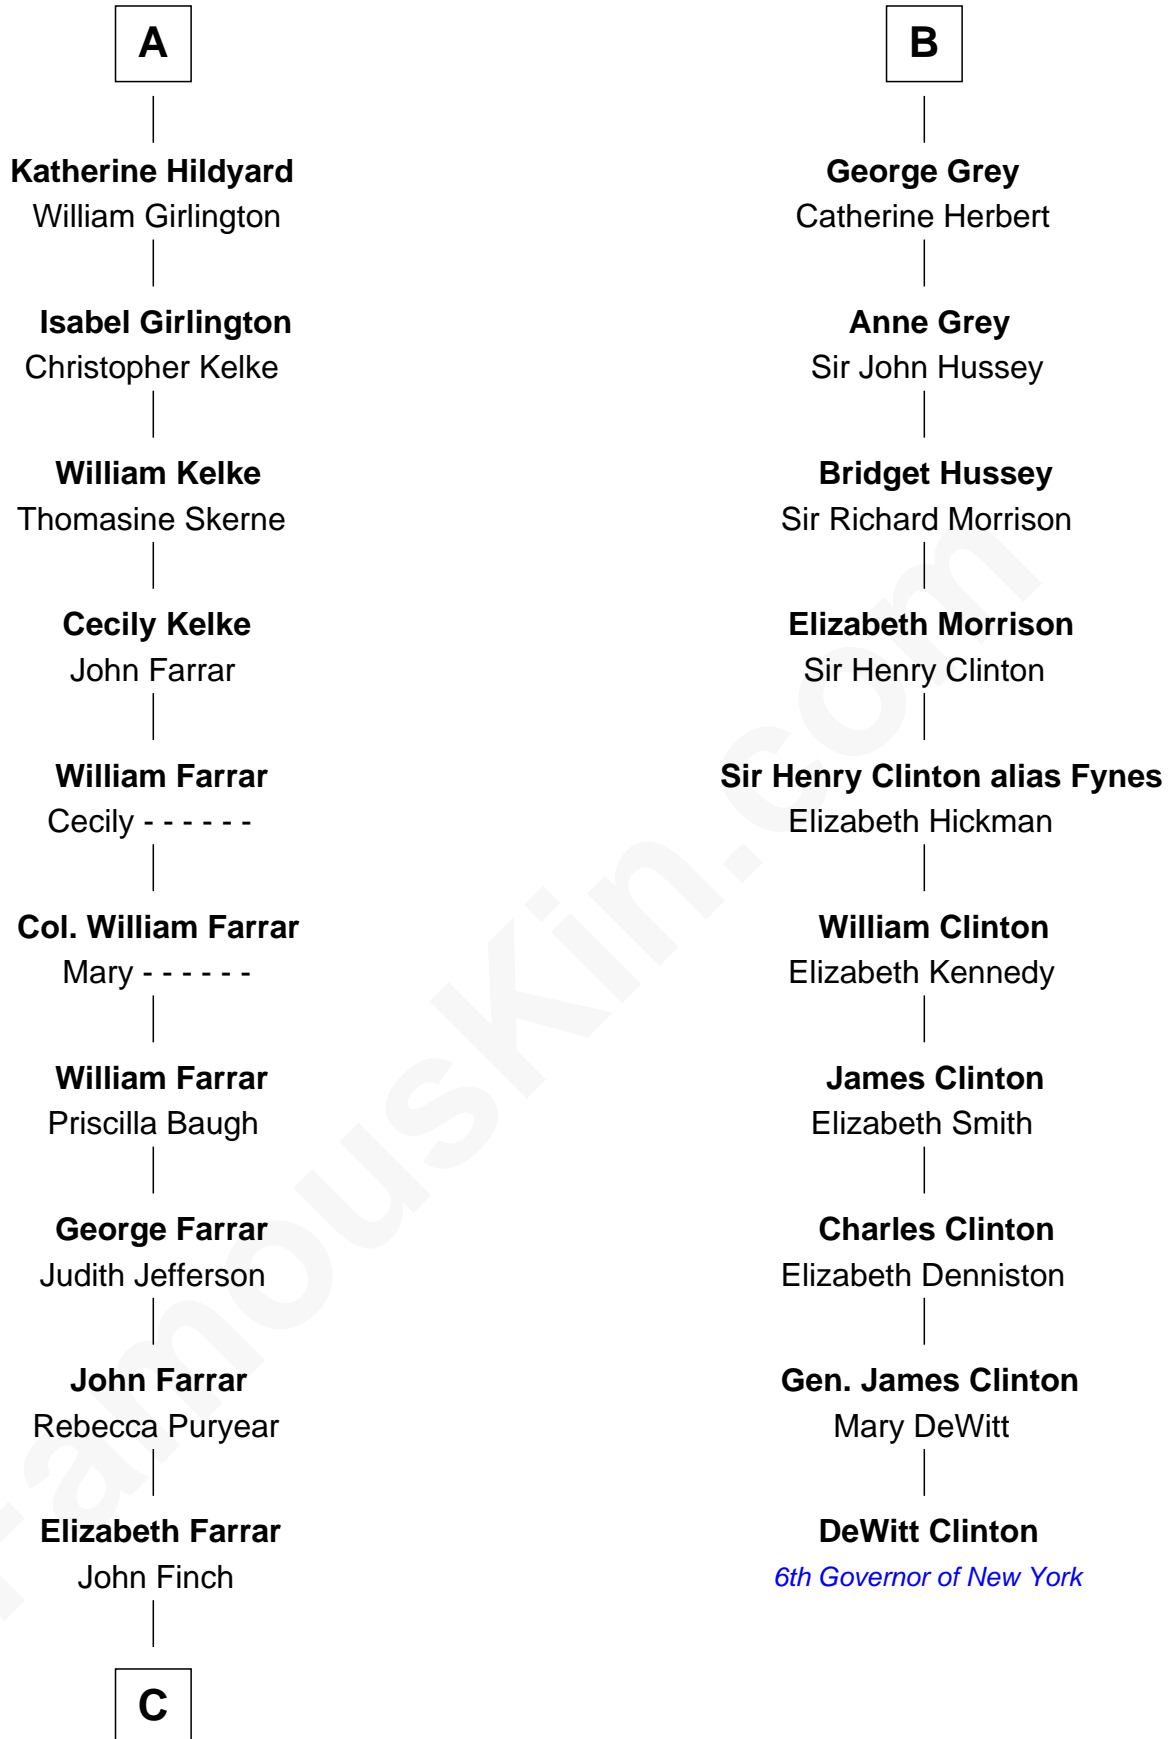 A
Katherine Hildyard
William Girlington
Isabel Girlington
Christopher Kelke
William Kelke
Thomasine Skerne
Cecily Kelke
John Farrar
William Farrar
Cecily - - - - - -
Col. William Farrar
Mary - - - - - -
William Farrar
Priscilla Baugh
George Farrar
Judith Jefferson
John Farrar
Rebecca Puryear
Elizabeth Farrar
John Finch
C
B
George Grey
Catherine Herbert
Anne Grey
Sir John Hussey
Bridget Hussey
Sir Richard Morrison
Elizabeth Morrison
Sir Henry Clinton
Sir Henry Clinton alias Fynes
Elizabeth Hickman
William Clinton
Elizabeth Kennedy
James Clinton
Elizabeth Smith
Charles Clinton
Elizabeth Denniston
Gen. James Clinton
Mary DeWitt
DeWitt Clinton
6th Governor of New York
FamousKin.com